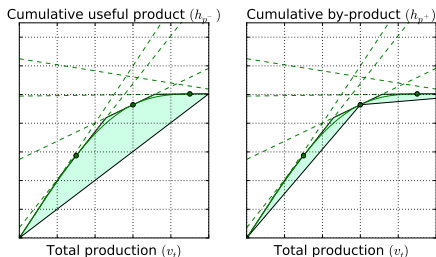 Cumulative useful product (h_{p^-})
Cumulative by-product (h_{p^+})
Total production (v_t)
Total production (v_t)